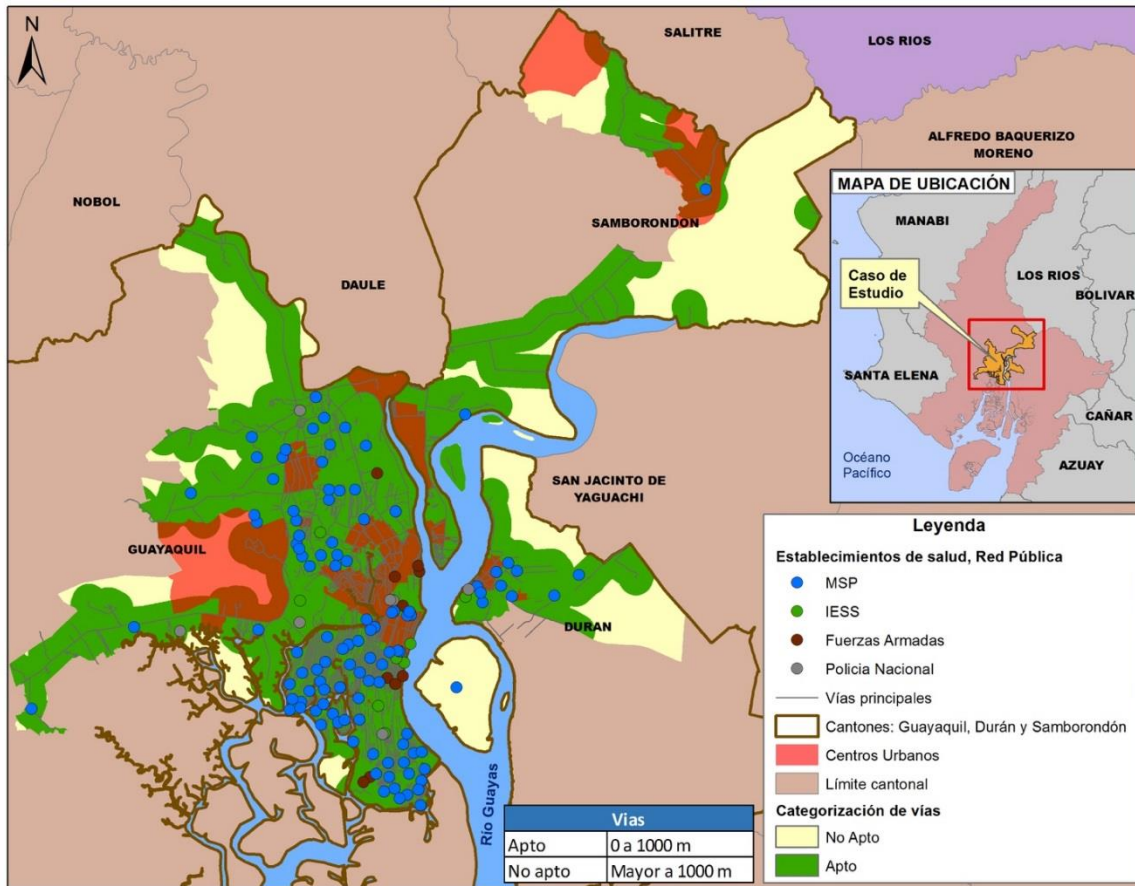 N
SALITRE
LOS RIOS
ALFREDO BAQUERIZO
MORENO
NOBOL
SAMBORONDON
DAULE
SAN JACINTO DE
YAGUACHI
GUAYAQUIL
DURAN
Río Guayas
MAPA DE UBICACIÓN
MANABI
Caso de
Estudio
LOS RIOS
BOLIVAR
SANTA ELENA
CAÑAR
Océano
Pacífico
AZUAY
Leyenda
Establecimientos de salud, Red Pública
MSP
IESS
Fuerzas Armadas
Policia Nacional
Vías principales
Cantones: Guayaquil, Durán y Samborondón
Centros Urbanos
Límite cantonal
Categorización de vías
No Apto
Apto
Vias
Apto 0 a 1000 m
No apto Mayor a 1000 m